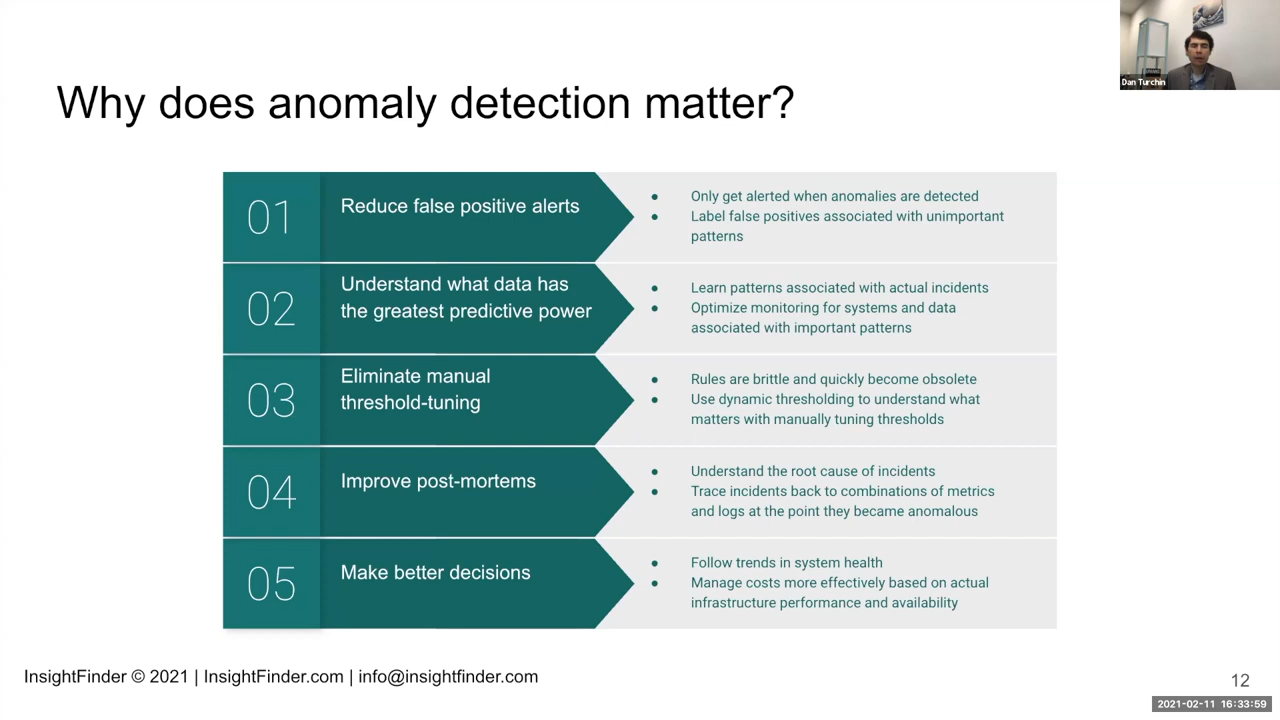 Dan Turchin
Why does anomaly detection matter?
01
Reduce false positive alerts
● Only get alerted when anomalies are detected
● Label false positives associated with unimportant
patterns
02
Understand what data has
the greatest predictive power
● Learn patterns associated with actual incidents
● Optimize monitoring for systems and data
associated with important patterns
03
Eliminate manual
threshold-tuning
● Rules are brittle and quickly become obsolete
● Use dynamic thresholding to understand what
matters with manually tuning thresholds
04
Improve post-mortems
● Understand the root cause of incidents
● Trace incidents back to combinations of metrics
and logs at the point they became anomalous
05
Make better decisions
● Follow trends in system health
● Manage costs more effectively based on actual
infrastructure performance and availability
InsightFinder © 2021 | InsightFinder.com | info@insightfinder.com
12
2021-02-11 16:33:59